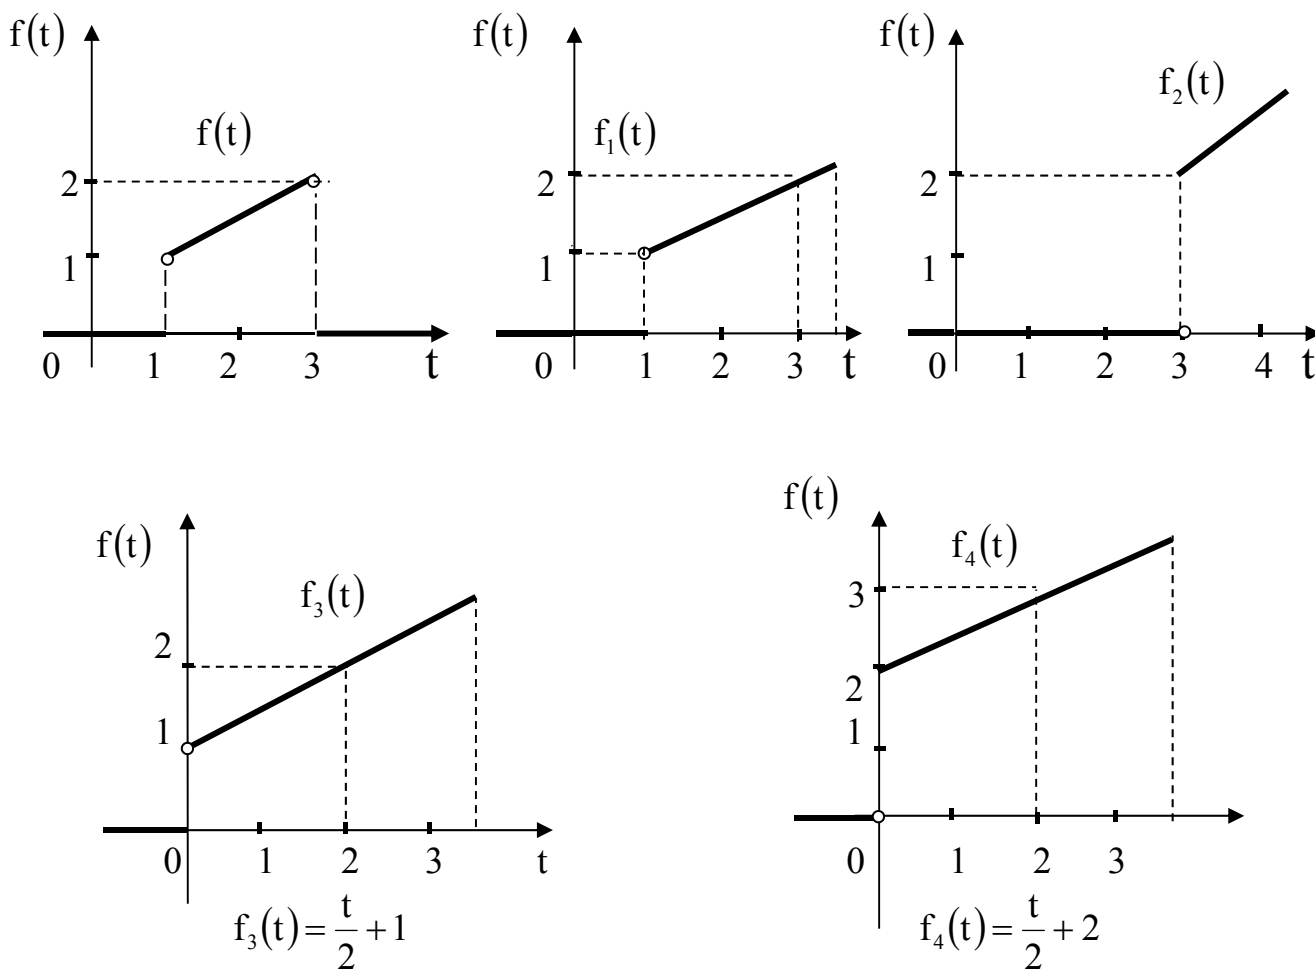 f(t)
f(t)
2
1
0 1 2 3 t
f(t)
f₁(t)
2
1
0 1 2 3 t
f(t)
f₂(t)
2
1
0 1 2 3 4 t
f(t)
f₃(t)
2
1
0 1 2 3 t
f₃(t) = t/2 + 1
f(t)
f₄(t)
3
2
1
0 1 2 3
f₄(t) = t/2 + 2